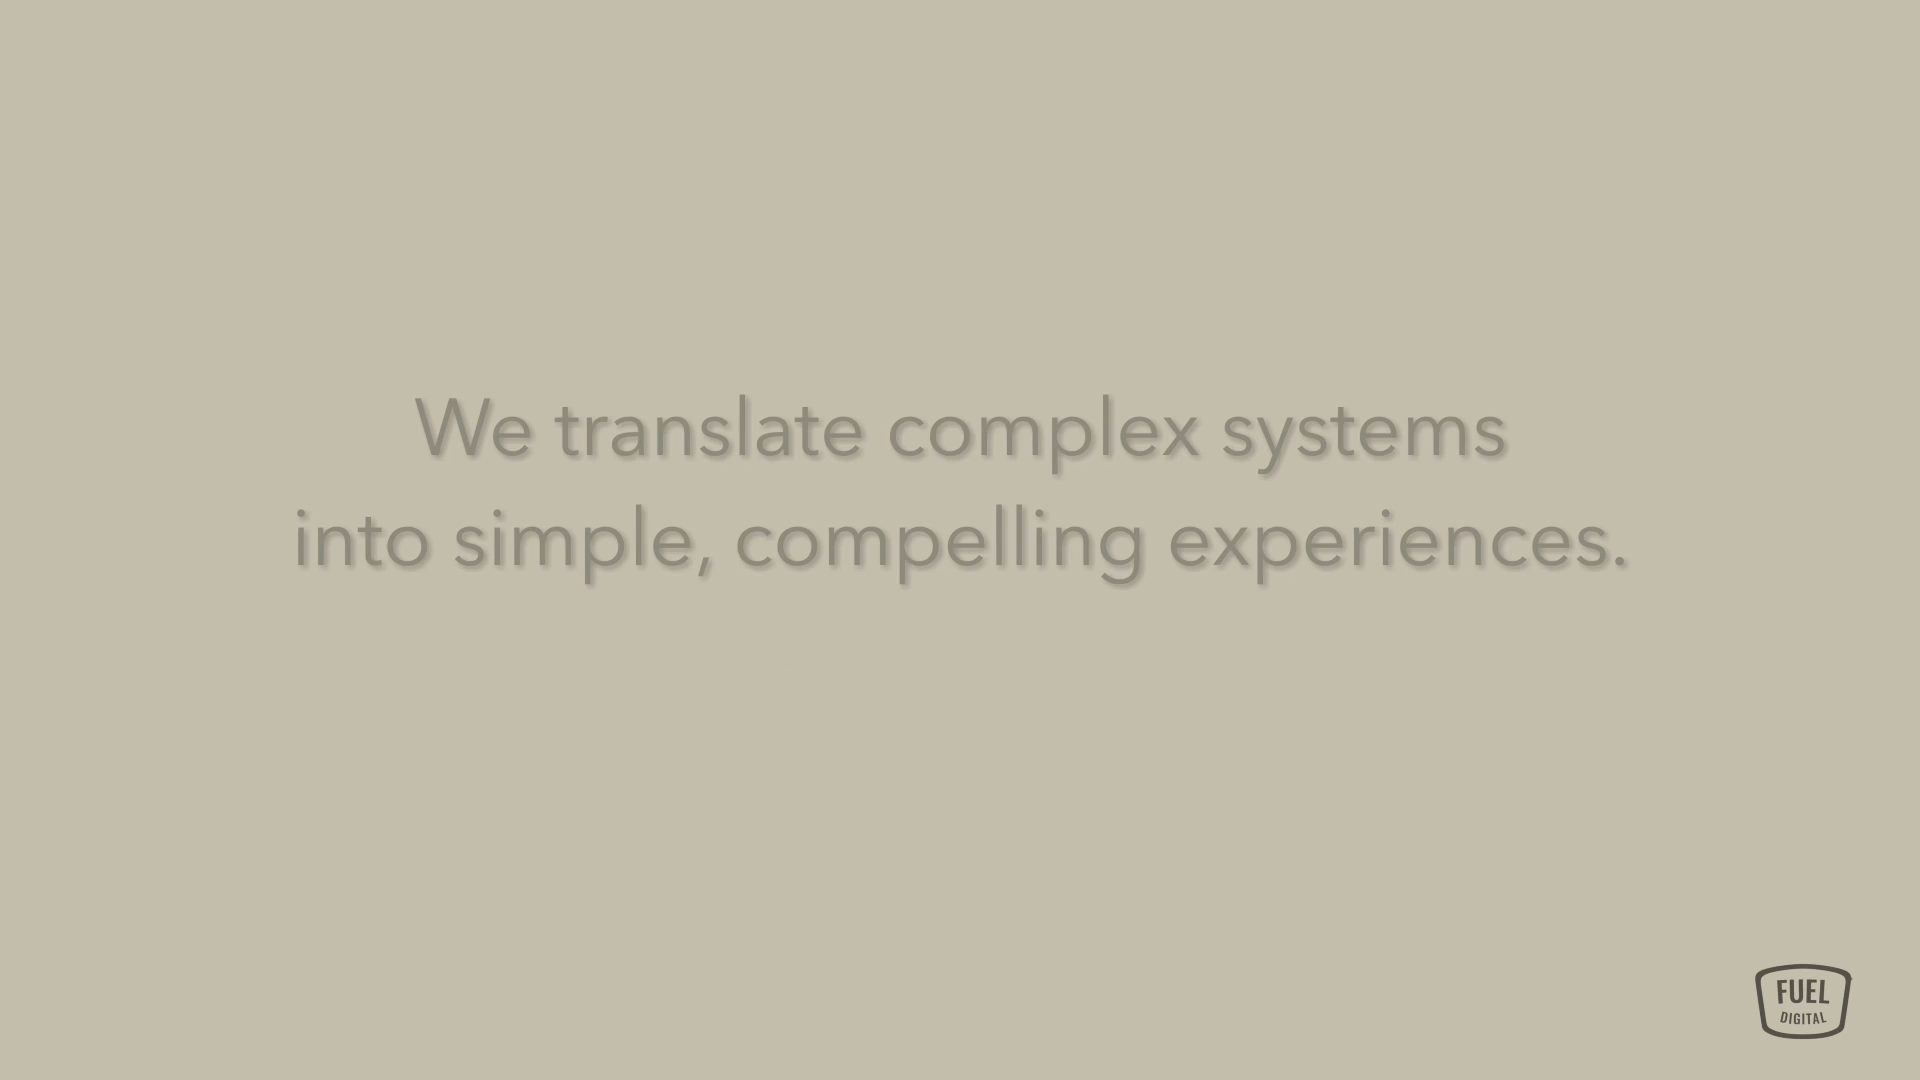 We translate complex systems
into simple, compelling experiences.
FUEL
DIGITAL